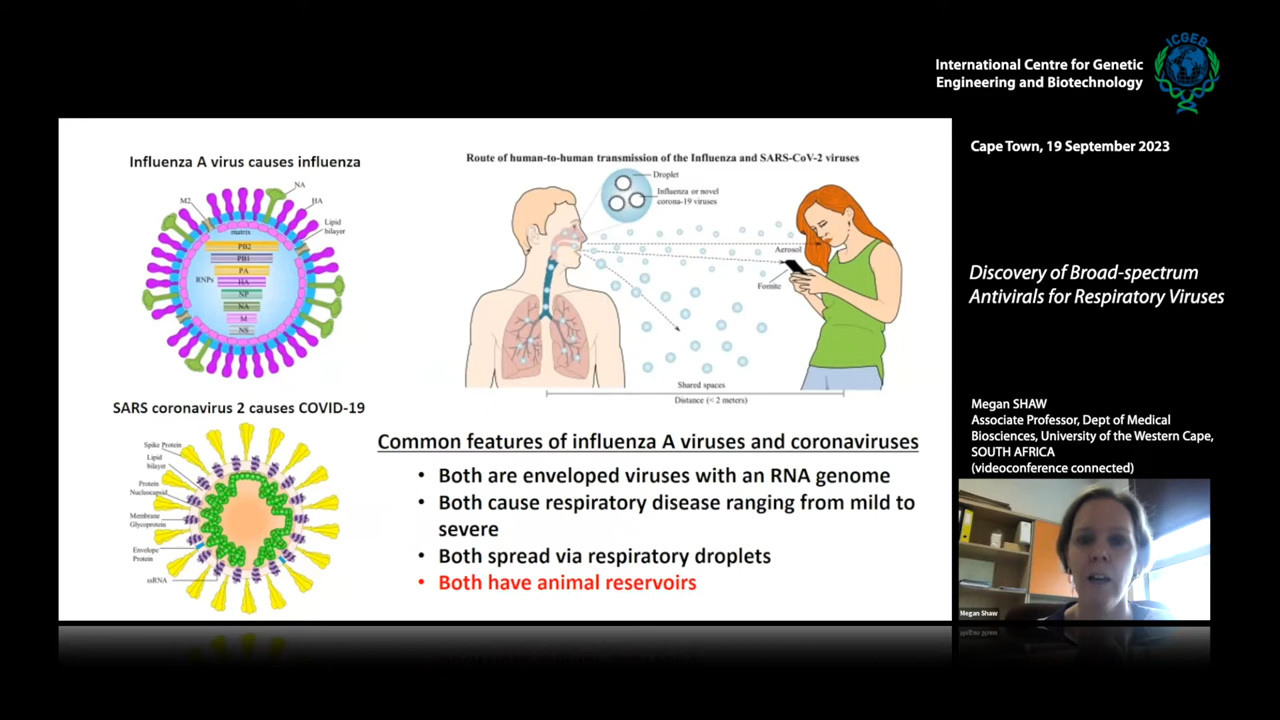 ICGEB
International Centre for Genetic
Engineering and Biotechnology
Cape Town, 19 September 2023
Discovery of Broad-spectrum
Antivirals for Respiratory Viruses
Megan SHAW
Associate Professor, Dept of Medical
Biosciences, University of the Western Cape,
SOUTH AFRICA
(videoconference connected)
Megan Shaw
Influenza A virus causes influenza
NA
M2
HA
Lipid
bilayer
matrix
PB2
PB1
PA
RNPs
HA
NP
NA
M
NS
Route of human-to-human transmission of the Influenza and SARS-CoV-2 viruses
Droplet
Influenza or novel
corona-19 viruses
Aerosol
Fomite
Shared spaces
Distance (< 2 meters)
SARS coronavirus 2 causes COVID-19
Spike Protein
Lipid
bilayer
Protein
Nucleocapsid
Membrane
Glycoprotein
Envelope
Protein
ssRNA
Common features of influenza A viruses and coronaviruses
• Both are enveloped viruses with an RNA genome
• Both cause respiratory disease ranging from mild to
severe
• Both spread via respiratory droplets
• Both have animal reservoirs